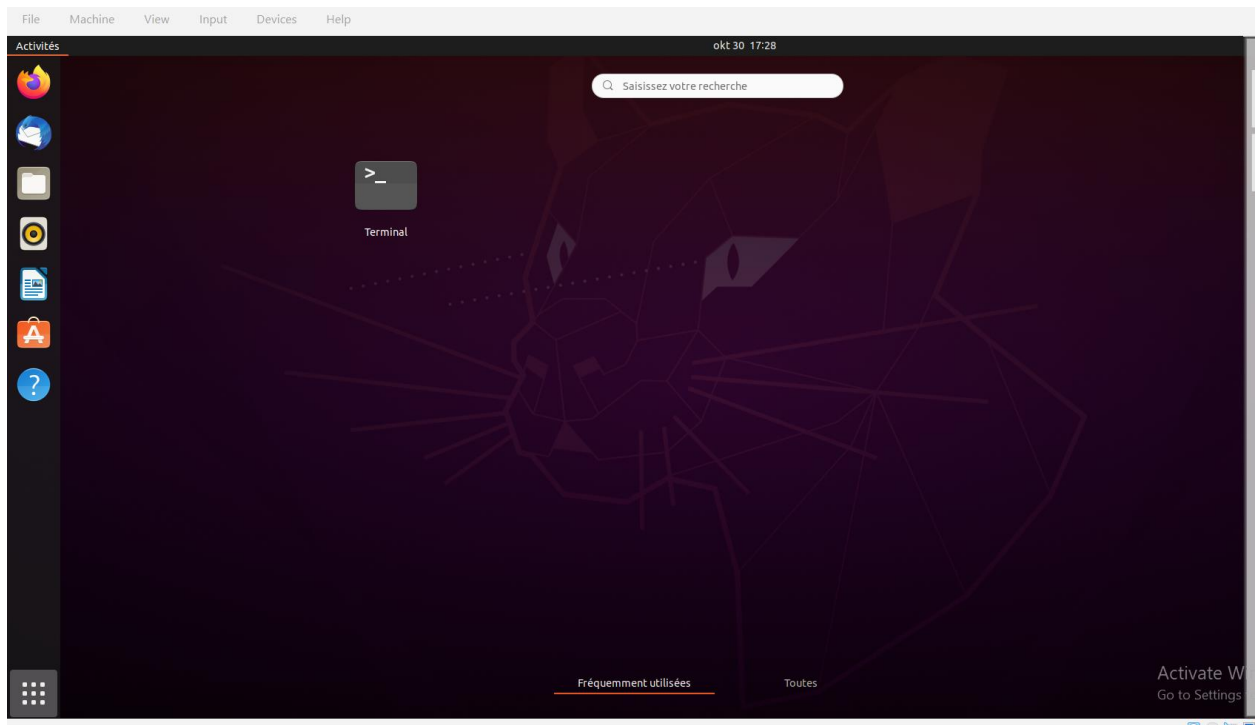 File Machine View Input Devices Help
Activités okt 30 17:28
Saisissez votre recherche
>_
Terminal
?
Fréquemment utilisées Toutes
Activate W
Go to Settings